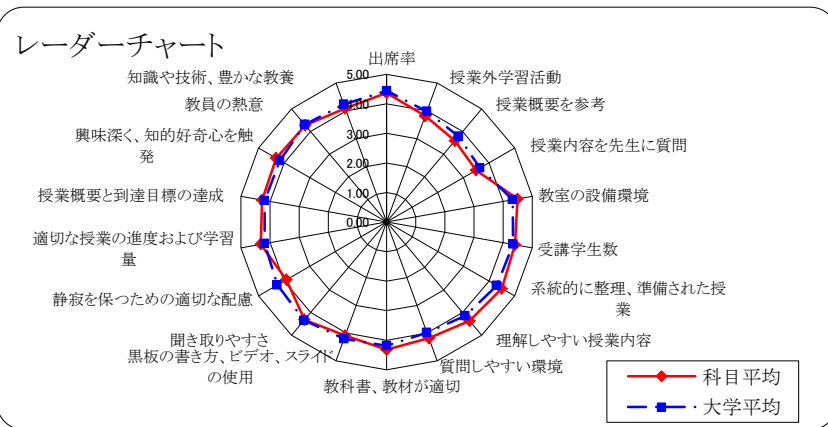 レーダーチャート
出席率
授業外学習活動
授業概要を参考
授業内容を先生に質問
教室の設備環境
受講学生数
系統的に整理、準備された授
業
理解しやすい授業内容
質問しやすい環境
教科書、教材が適切
黒板の書き方、ビデオ、スライド
の使用
聞き取りやすさ
静寂を保つための適切な配慮
適切な授業の進度および学習
量
授業概要と到達目標の達成
興味深く、知的好奇心を触
発
教員の熱意
知識や技術、豊かな教養
5.00
4.00
3.00
2.00
1.00
0.00
科目平均
大学平均